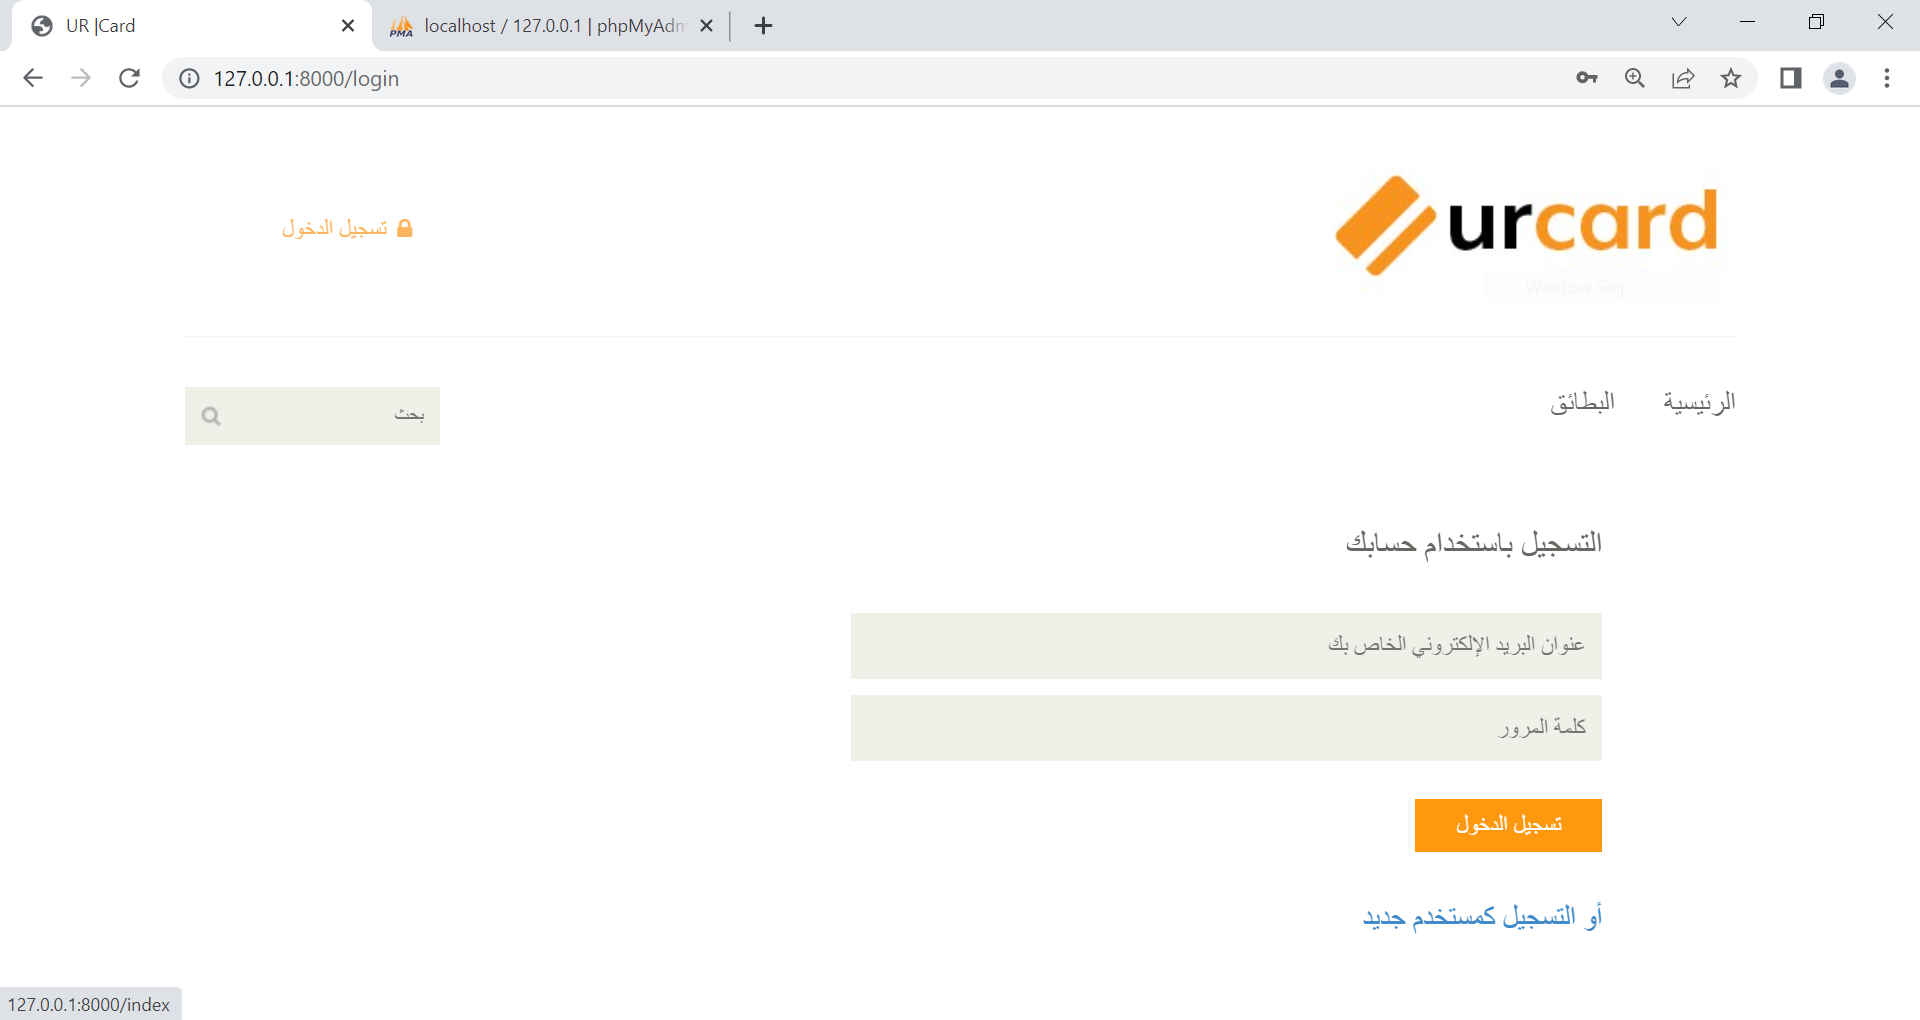 UR |Card
localhost / 127.0.0.1 | phpMyAdm
127.0.0.1:8000/login
urcard
Window Snip
تسجيل الدخول
الرئيسية
البطائق
بحث
التسجيل باستخدام حسابك
عنوان البريد الإلكتروني الخاص بك
كلمة المرور
تسجيل الدخول
أو التسجيل كمستخدم جديد
127.0.0.1:8000/index